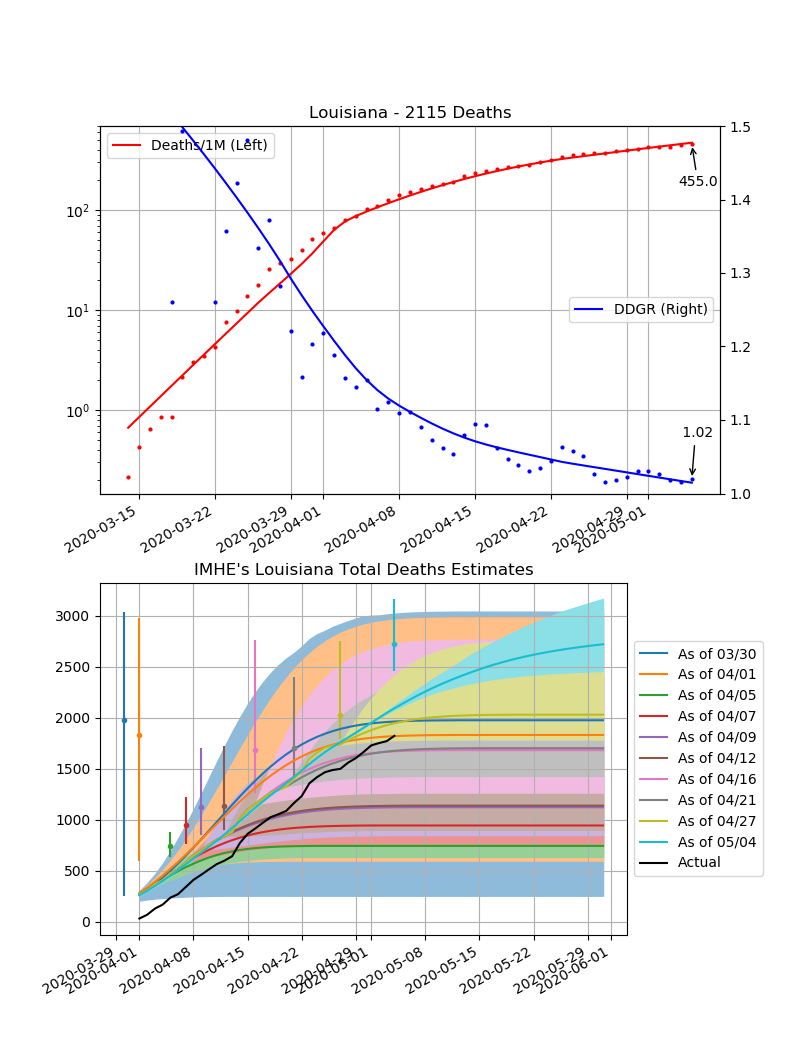 Louisiana - 2115 Deaths
Deaths/1M (Left)
DDGR (Right)
455.0
1.02
10²
10¹
10⁰
1.5
1.4
1.3
1.2
1.1
1.0
2020-03-15
2020-03-22
2020-03-29
2020-04-01
2020-04-08
2020-04-15
2020-04-22
2020-04-29
2020-05-01
IMHE's Louisiana Total Deaths Estimates
3000
2500
2000
1500
1000
500
0
2020-03-29
2020-04-01
2020-04-08
2020-04-15
2020-04-22
2020-04-29
2020-05-01
2020-05-08
2020-05-15
2020-05-22
2020-05-29
2020-06-01
As of 03/30
As of 04/01
As of 04/05
As of 04/07
As of 04/09
As of 04/12
As of 04/16
As of 04/21
As of 04/27
As of 05/04
Actual